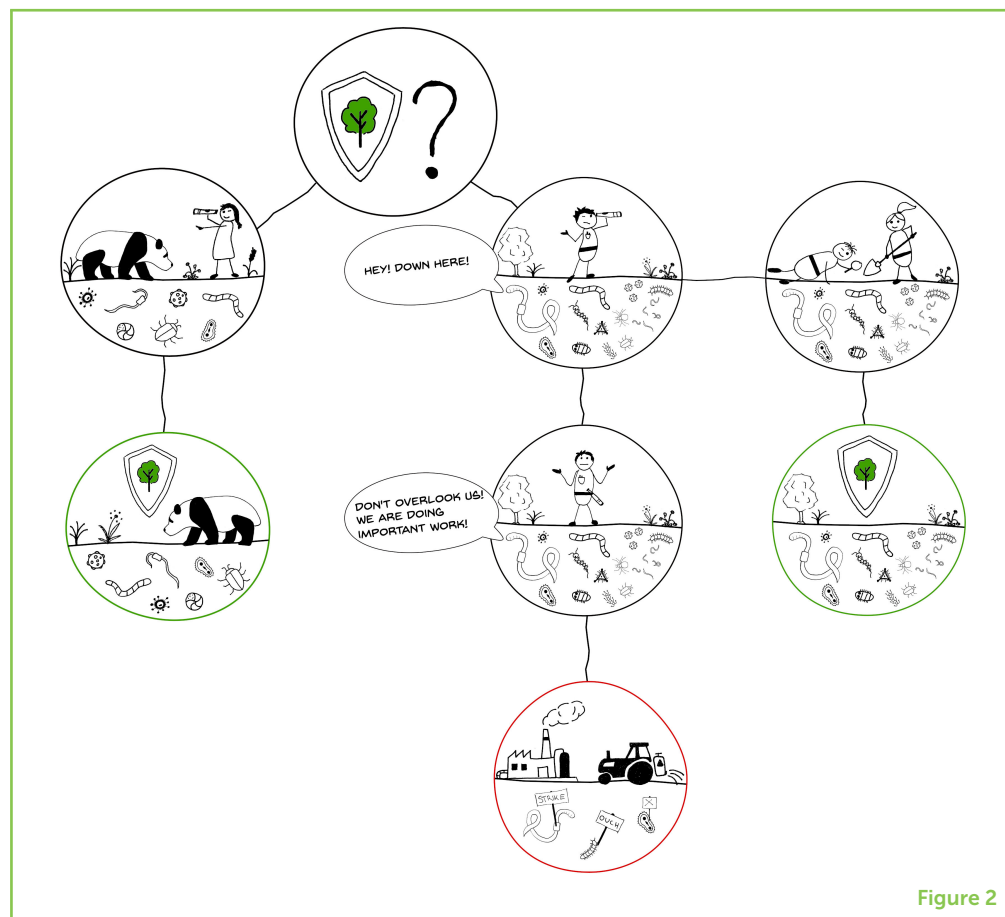 ?
HEY! DOWN HERE!
DON'T OVERLOOK US!
WE ARE DOING
IMPORTANT WORK!
STRIKE
OUCH
X
Figure 2